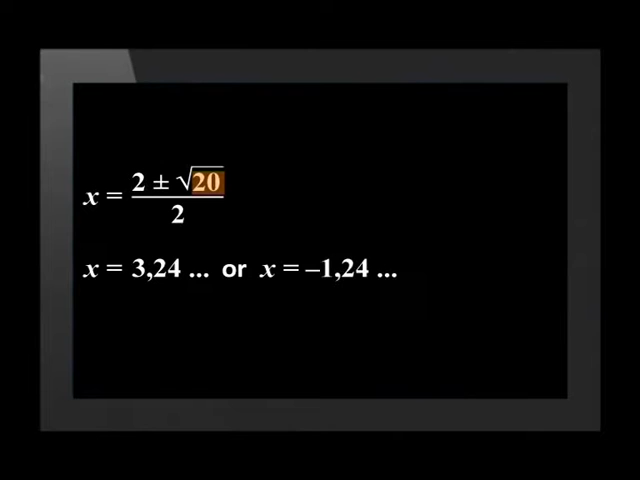 x = (2 ± √20) / 2
x = 3,24 ... or x = –1,24 ...